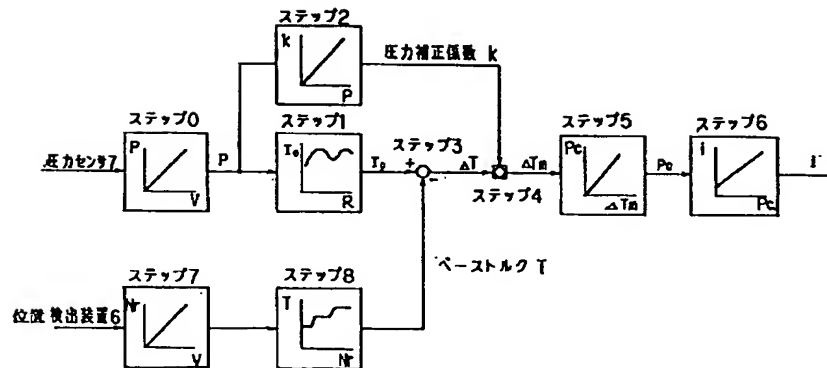 ステップ2
k
P
圧力補正係数 k
ステップ0
P
V
圧力センサ7
P
ステップ1
To
R
To
+
ステップ3
-
ΔT
ステップ4
ΔTm
ステップ5
Pc
ΔTm
Pc
ステップ6
i
Pc
i
ベーストルク T
ステップ7
Nr
V
位置検出装置6
ステップ8
T
Nr